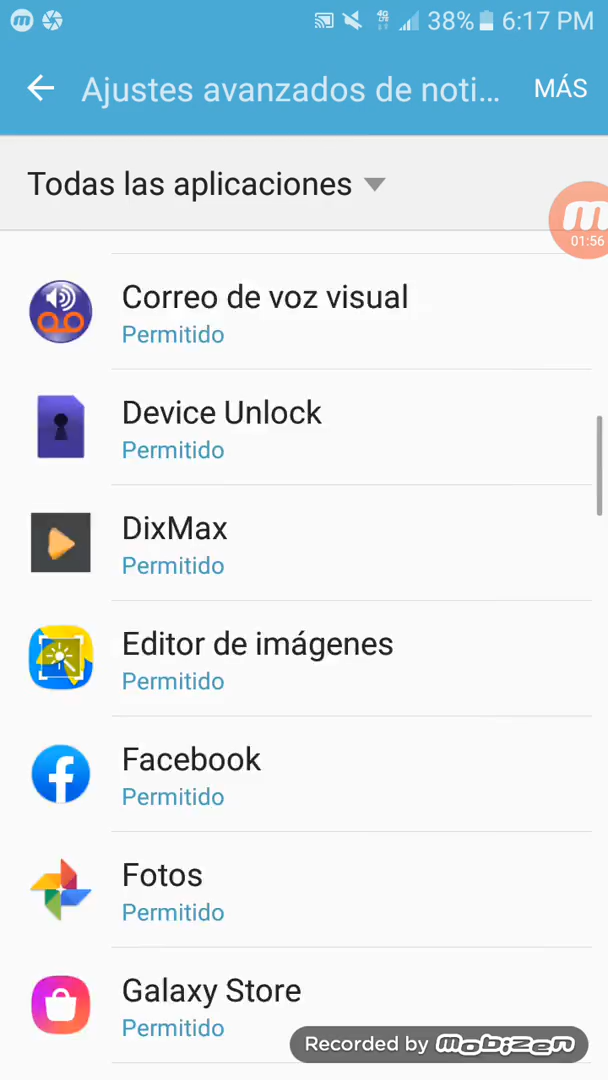 38% 6:17 PM
Ajustes avanzados de noti... MÁS
Todas las aplicaciones
01:56
Correo de voz visual
Permitido
Device Unlock
Permitido
DixMax
Permitido
Editor de imágenes
Permitido
Facebook
Permitido
Fotos
Permitido
Galaxy Store
Permitido
Recorded by mobizen